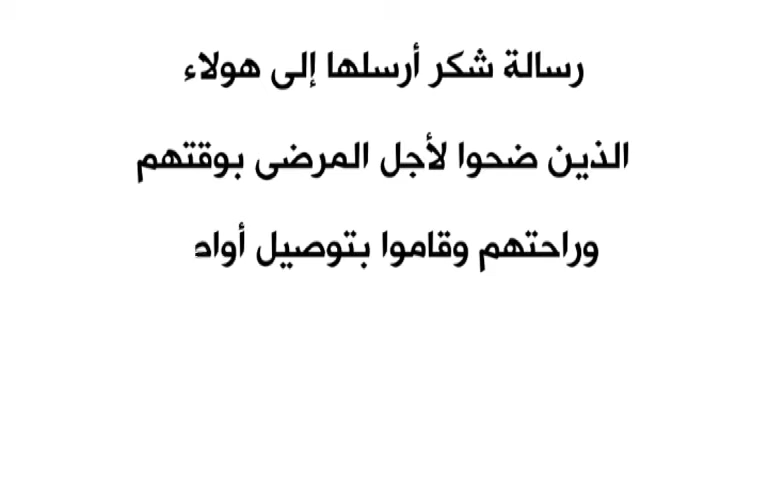 رسالة شكر أرسلها إلى هولاء
الذين ضحوا لأجل المرضى بوقتهم
وراحتهم وقاموا بتوصيل أواد